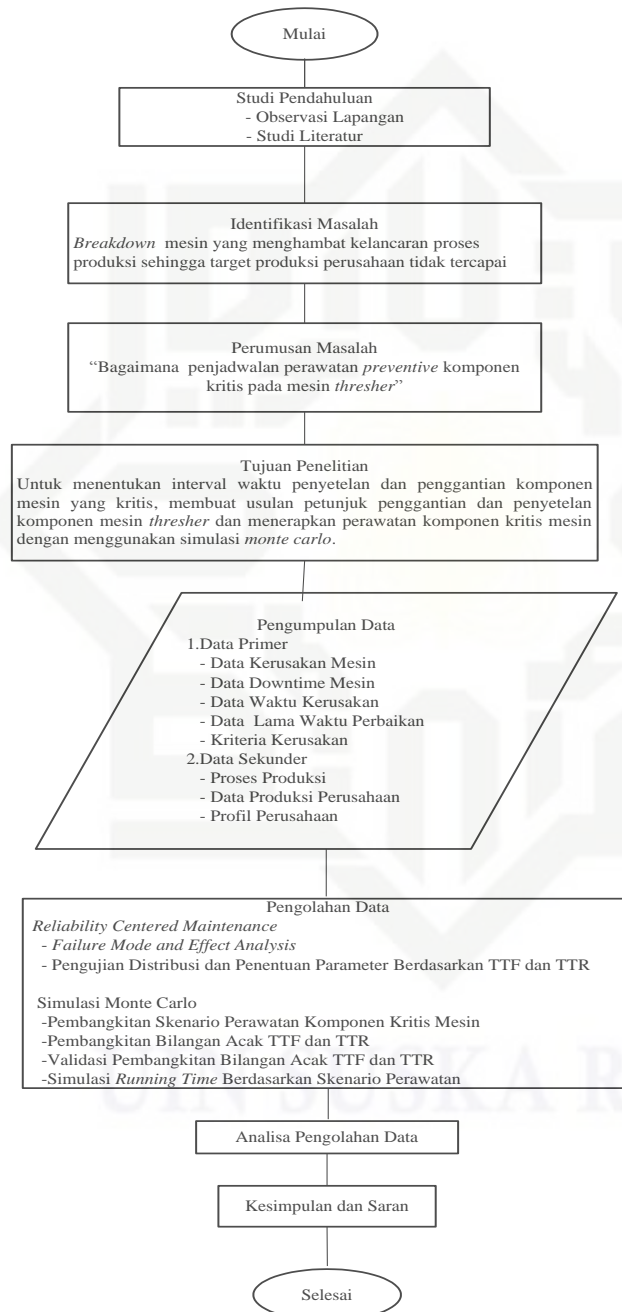 Mulai
Studi Pendahuluan
- Observasi Lapangan
- Studi Literatur
Identifikasi Masalah
Breakdown mesin yang menghambat kelancaran proses
produksi sehingga target produksi perusahaan tidak tercapai
Perumusan Masalah
“Bagaimana penjadwalan perawatan preventive komponen
kritis pada mesin thresher”
Tujuan Penelitian
Untuk menentukan interval waktu penyetelan dan penggantian komponen
mesin yang kritis, membuat usulan petunjuk penggantian dan penyetelan
komponen mesin thresher dan menerapkan perawatan komponen kritis mesin
dengan menggunakan simulasi monte carlo.
Pengumpulan Data
1.Data Primer
- Data Kerusakan Mesin
- Data Downtime Mesin
- Data Waktu Kerusakan
- Data Lama Waktu Perbaikan
- Kriteria Kerusakan
2.Data Sekunder
- Proses Produksi
- Data Produksi Perusahaan
- Profil Perusahaan
Pengolahan Data
Reliability Centered Maintenance
- Failure Mode and Effect Analysis
- Pengujian Distribusi dan Penentuan Parameter Berdasarkan TTF dan TTR
Simulasi Monte Carlo
-Pembangkitan Skenario Perawatan Komponen Kritis Mesin
-Pembangkitan Bilangan Acak TTF dan TTR
-Validasi Pembangkitan Bilangan Acak TTF dan TTR
-Simulasi Running Time Berdasarkan Skenario Perawatan
UIN SUSKA R
Analisa Pengolahan Data
Kesimpulan dan Saran
Selesai